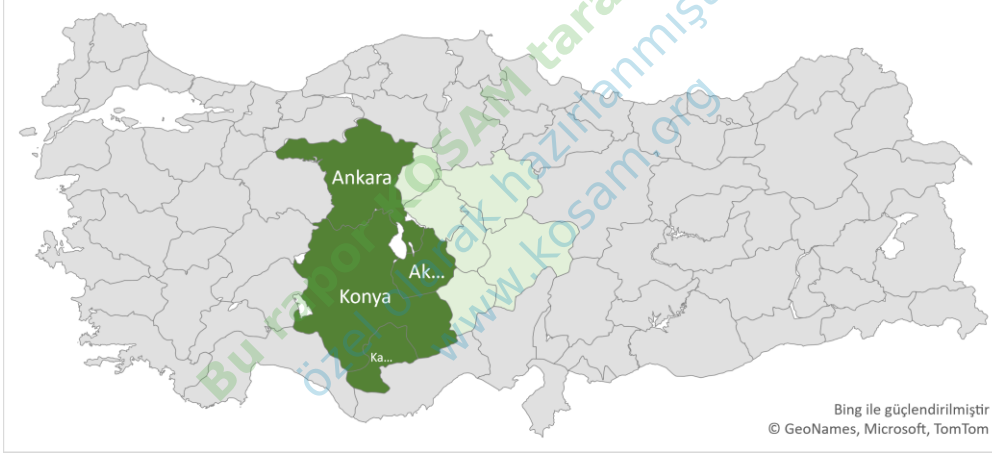 Bu rapor KOSAM tara
özel olarak hazırlanmışt
www.kosam.org
Ankara
Ak...
Konya
Ka...
Bing ile güçlendirilmiştir
© GeoNames, Microsoft, TomTom